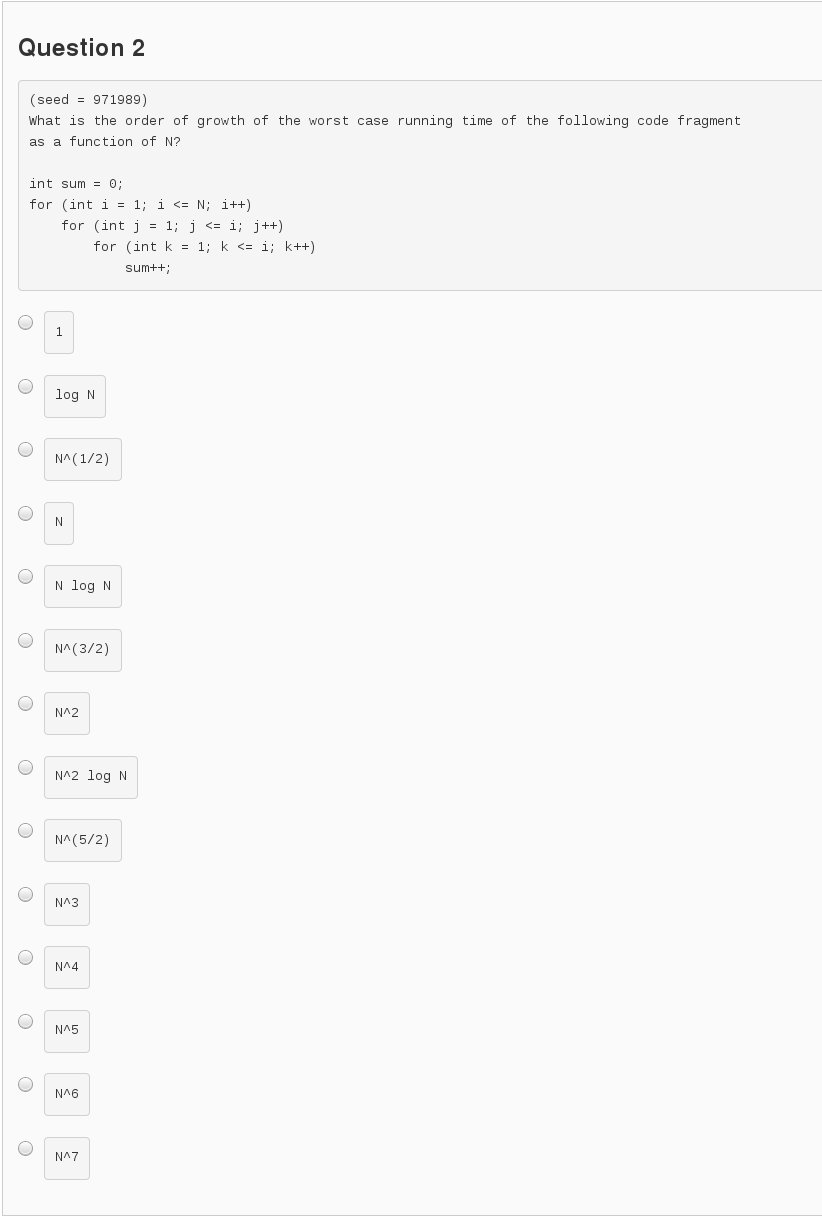 Question 2
(seed = 971989)
What is the order of growth of the worst case running time of the following code fragment
as a function of N?
int sum = 0;
for (int i = 1; i <= N; i++)
    for (int j = 1; j <= i; j++)
        for (int k = 1; k <= i; k++)
            sum++;
1
log N
N^(1/2)
N
N log N
N^(3/2)
N^2
N^2 log N
N^(5/2)
N^3
N^4
N^5
N^6
N^7